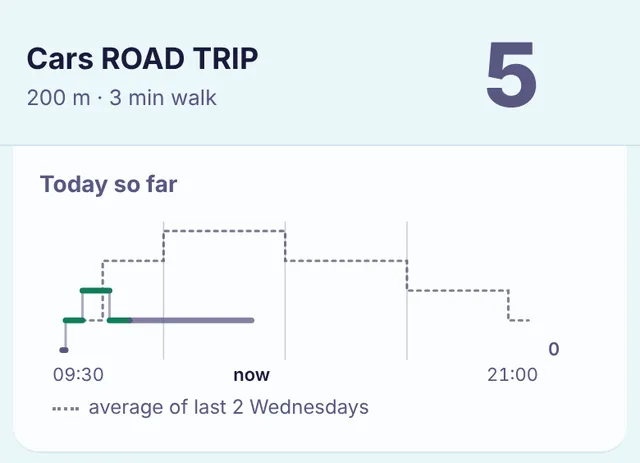 Cars ROAD TRIP
5
200 m · 3 min walk
Today so far
0
09:30 now 21:00
average of last 2 Wednesdays